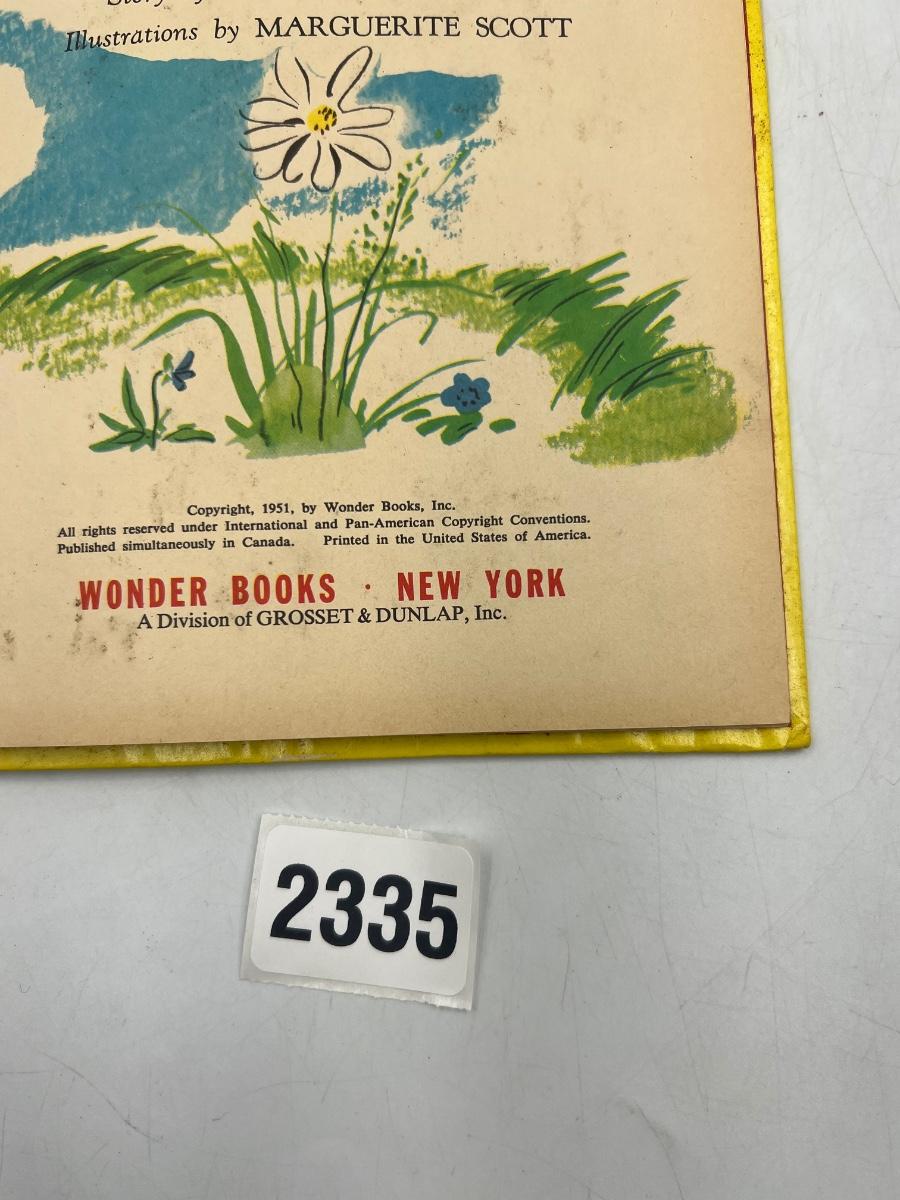 Story
Illustrations by MARGUERITE SCOTT
Copyright, 1951, by Wonder Books, Inc.
All rights reserved under International and Pan-American Copyright Conventions.
Published simultaneously in Canada. Printed in the United States of America.
WONDER BOOKS · NEW YORK
A Division of GROSSET & DUNLAP, Inc.
2335